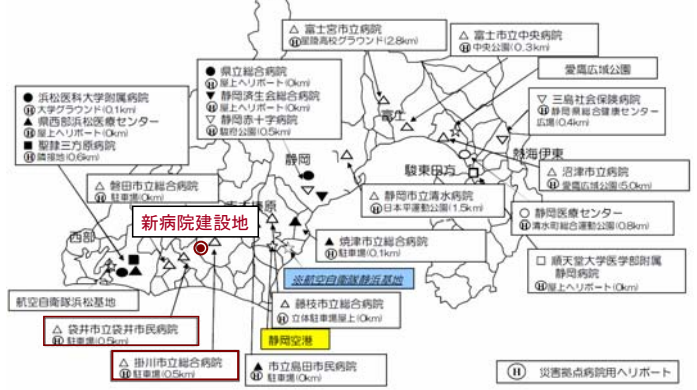 △ 富士宮市立病院
Ⓗ 星陵高校グラウンド(2.8km)
△ 富士市立中央病院
Ⓗ 中央公園(0.3km)
愛鷹広域公園
● 県立総合病院
Ⓗ 屋上ヘリポート(0km)
▼ 静岡済生会総合病院
Ⓗ 屋上ヘリポート(0km)
▽ 静岡赤十字病院
Ⓗ 駿府公園(0.5km)
● 浜松医科大学附属病院
Ⓗ 大学グラウンド(0.1km)
▲ 県西部浜松医療センター
Ⓗ 屋上ヘリポート(0km)
■ 聖隷三方原病院
Ⓗ 隣接地(0.6km)
▽ 三島社会保険病院
Ⓗ 静岡県総合健康センター
広場(0.4km)
富士
熱海伊東
静岡
駿東田方
△ 沼津市立病院
Ⓗ 愛鷹広域公園(5.0km)
△ 磐田市立総合病院
Ⓗ 駐車場(0km)
△ 静岡市立清水病院
Ⓗ 日本平運動公園(1.5km)
○ 静岡医療センター
Ⓗ 清水町総合運動公園(0.8km)
新病院建設地
西部
▲ 焼津市立総合病院
Ⓗ 駐車場(0.1km)
□ 順天堂大学医学部附属
静岡病院
Ⓗ 屋上ヘリポート(0km)
※航空自衛隊静浜基地
航空自衛隊浜松基地
△ 藤枝市立総合病院
Ⓗ 立体駐車場屋上(0km)
△ 袋井市立袋井市民病院
Ⓗ 駐車場(0.5km)
静岡空港
△ 掛川市立総合病院
Ⓗ 駐車場(0.5km)
▲ 市立島田市民病院
Ⓗ 駐車場(0km)
Ⓗ 災害拠点病院用ヘリポート